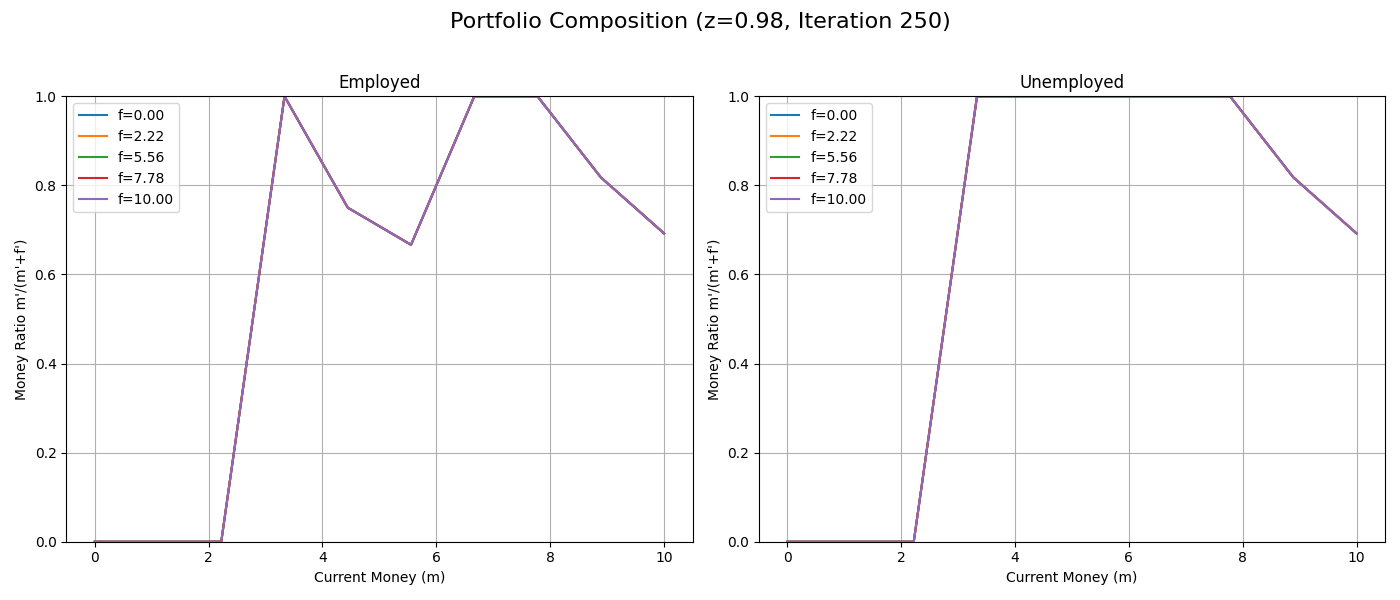 Portfolio Composition (z=0.98, Iteration 250)
Employed
f=0.00
f=2.22
f=5.56
f=7.78
f=10.00
1.0
0.8
0.6
0.4
0.2
0.0
Money Ratio m'/(m'+f')
0 2 4 6 8 10
Current Money (m)
Unemployed
f=0.00
f=2.22
f=5.56
f=7.78
f=10.00
1.0
0.8
0.6
0.4
0.2
0.0
Money Ratio m'/(m'+f')
0 2 4 6 8 10
Current Money (m)